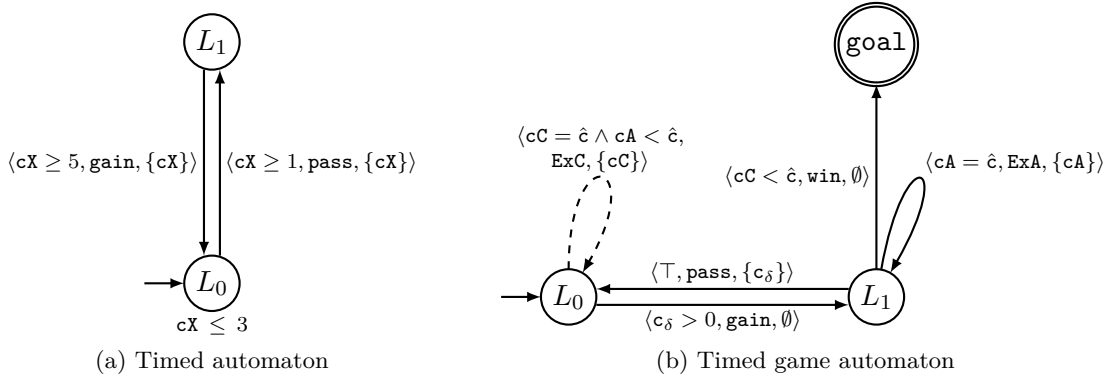 L₁
⟨cX ≥ 5, gain, {cX}⟩
⟨cX ≥ 1, pass, {cX}⟩
L₀
cX ≤ 3
(a) Timed automaton
goal
⟨cC = ĉ ∧ cA < ĉ,
ExC, {cC}⟩
⟨cC < ĉ, win, ∅⟩
⟨cA = ĉ, ExA, {cA}⟩
⟨⊤, pass, {c_δ}⟩
L₀
L₁
⟨c_δ > 0, gain, ∅⟩
(b) Timed game automaton